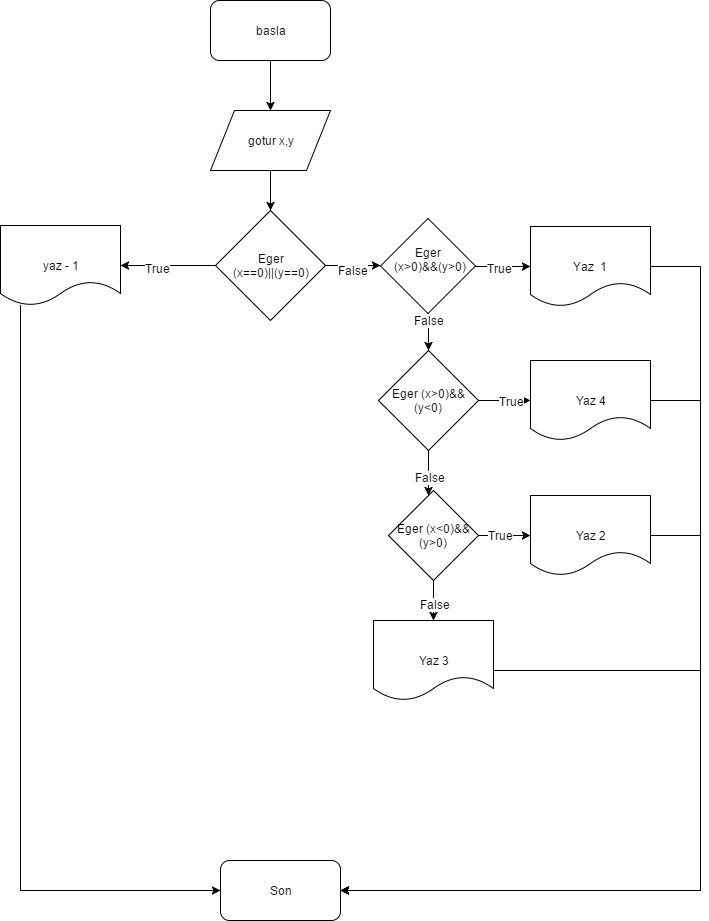 basla
gotur x,y
Eger
(x==0)||(y==0)
True
yaz - 1
False
Eger
(x>0)&&(y>0)
True
Yaz 1
False
Eger (x>0)&&
(y<0)
True
Yaz 4
False
Eger (x<0)&&
(y>0)
True
Yaz 2
False
Yaz 3
Son